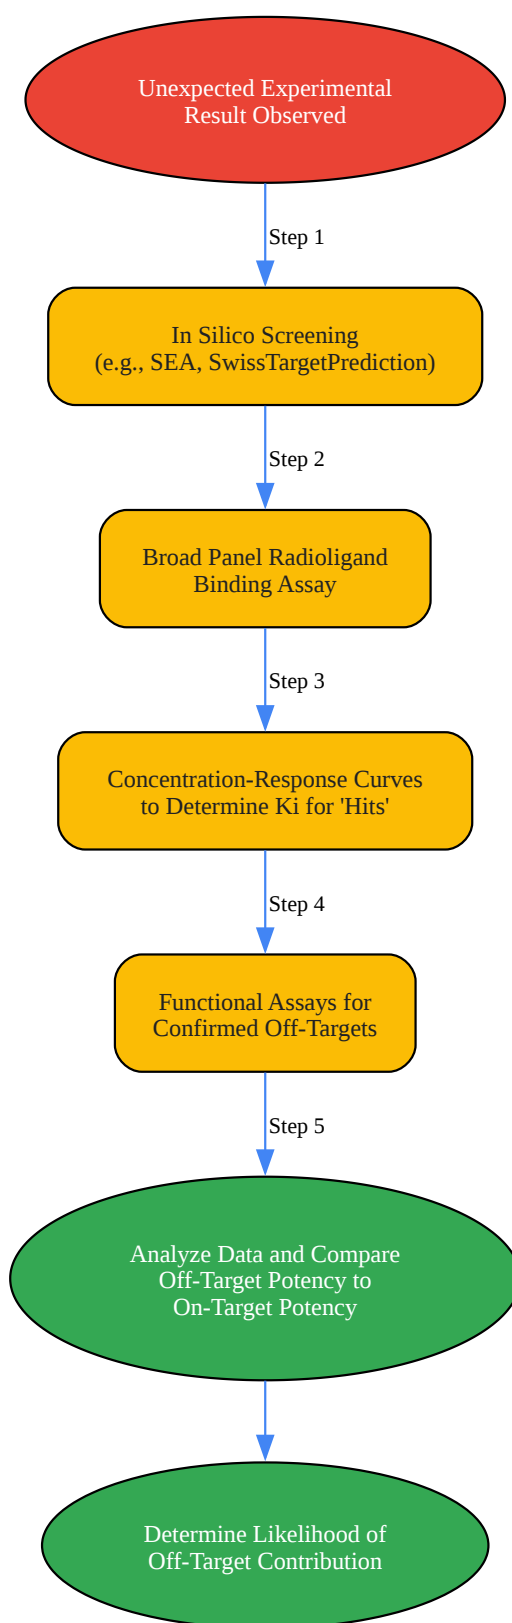 Unexpected Experimental
Result Observed
Step 1
In Silico Screening
(e.g., SEA, SwissTargetPrediction)
Step 2
Broad Panel Radioligand
Binding Assay
Step 3
Concentration-Response Curves
to Determine Ki for 'Hits'
Step 4
Functional Assays for
Confirmed Off-Targets
Step 5
Analyze Data and Compare
Off-Target Potency to
On-Target Potency
Determine Likelihood of
Off-Target Contribution